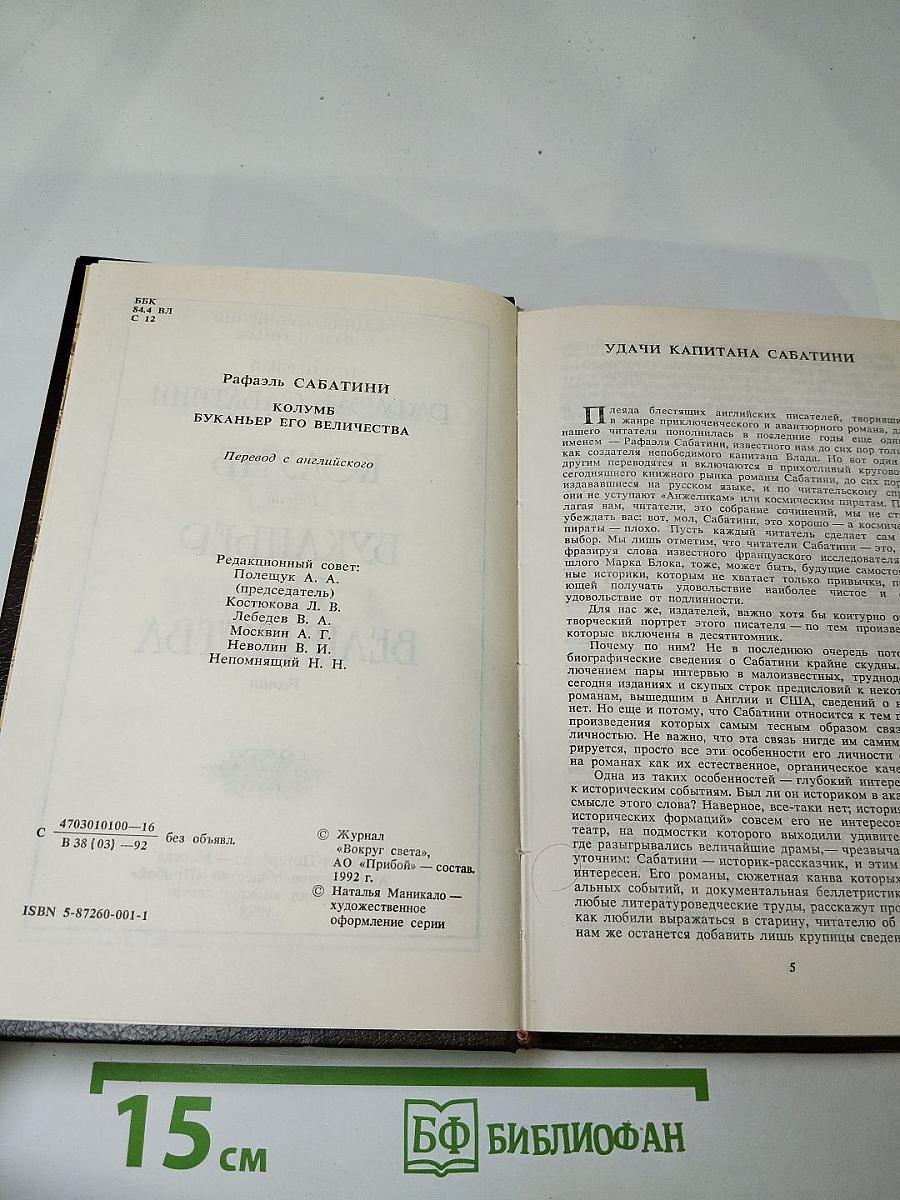 ББК
84.4 ВЛ
С 12
Рафаэль САБАТИНИ
КОЛУМБ
БУКАНЬЕР ЕГО ВЕЛИЧЕСТВА
Перевод с английского
Редакционный совет:
Полещук А. А.
(председатель)
Костюкова Л. В.
Лебедев В. А.
Москвин А. Г.
Неволин В. И.
Непомнящий Н. Н.
С 4703010100—16 без объявл.
В 38 (03) —92
© Журнал
«Вокруг света»,
АО «Прибой» — состав.
1992 г.
© Наталья Маникало —
художественное
оформление серии
ISBN 5-87260-001-1
УДАЧИ КАПИТАНА САБАТИНИ
Плеяда блестящих английских писателей, творивши
в жанре приключенческого и авантюрного романа, д
нашего читателя пополнилась в последние годы еще одн
именем — Рафаэля Сабатини, известного нам до сих пор тол
как создателя непобедимого капитана Блада. Но вот один
другим переводятся и включаются в прихотливый кругово
сегодняшнего книжного рынка романы Сабатини, до сих пор
издававшиеся на русском языке, и по читательскому спр
они не уступают «Анжеликам» или космическим пиратам. П
лагая вам, читатели, это собрание сочинений, мы не ст
убеждать вас: вот, мол, Сабатини, это хорошо — а космиче
пираты — плохо. Пусть каждый читатель сделает сам
выбор. Мы лишь отметим, что читатели Сабатини — это,
фразируя слова известного французского исследователя
шлого Марка Блока, тоже, может быть, будущие самосто
ные историки, которым не хватает только привычки, п
ющей получать удовольствие наиболее чистое и
удовольствие от подлинности.
Для нас же, издателей, важно хотя бы контурно о
творческий портрет этого писателя — по тем произве
которые включены в десятитомник.
Почему по ним? Не в последнюю очередь пото
биографические сведения о Сабатини крайне скудны.
лючением пары интервью в малоизвестных, труднод
сегодня изданиях и скупых строк предисловий к некот
романам, вышедшим в Англии и США, сведений о н
нет. Но еще и потому, что Сабатини относится к тем п
произведения которых самым тесным образом связ
личностью. Не важно, что эта связь нигде им самим
рируется, просто все эти особенности его личности
на романах как их естественное, органическое каче
Одна из таких особенностей — глубокий интере
к историческим событиям. Был ли он историком в ака
смысле этого слова? Наверное, все-таки нет; история
исторических формаций» совсем его не интересов
театр, на подмостки которого выходили удивите
где разыгрывались величайшие драмы,— чрезвыча
уточним: Сабатини — историк-рассказчик, и этим
интересен. Его романы, сюжетная канва которых
альных событий, и документальная беллетристик
любые литературоведческие труды, расскажут про
как любили выражаться в старину, читателю об
нам же останется добавить лишь крупицы сведен
5
15 см
БФ БИБЛИОФАН